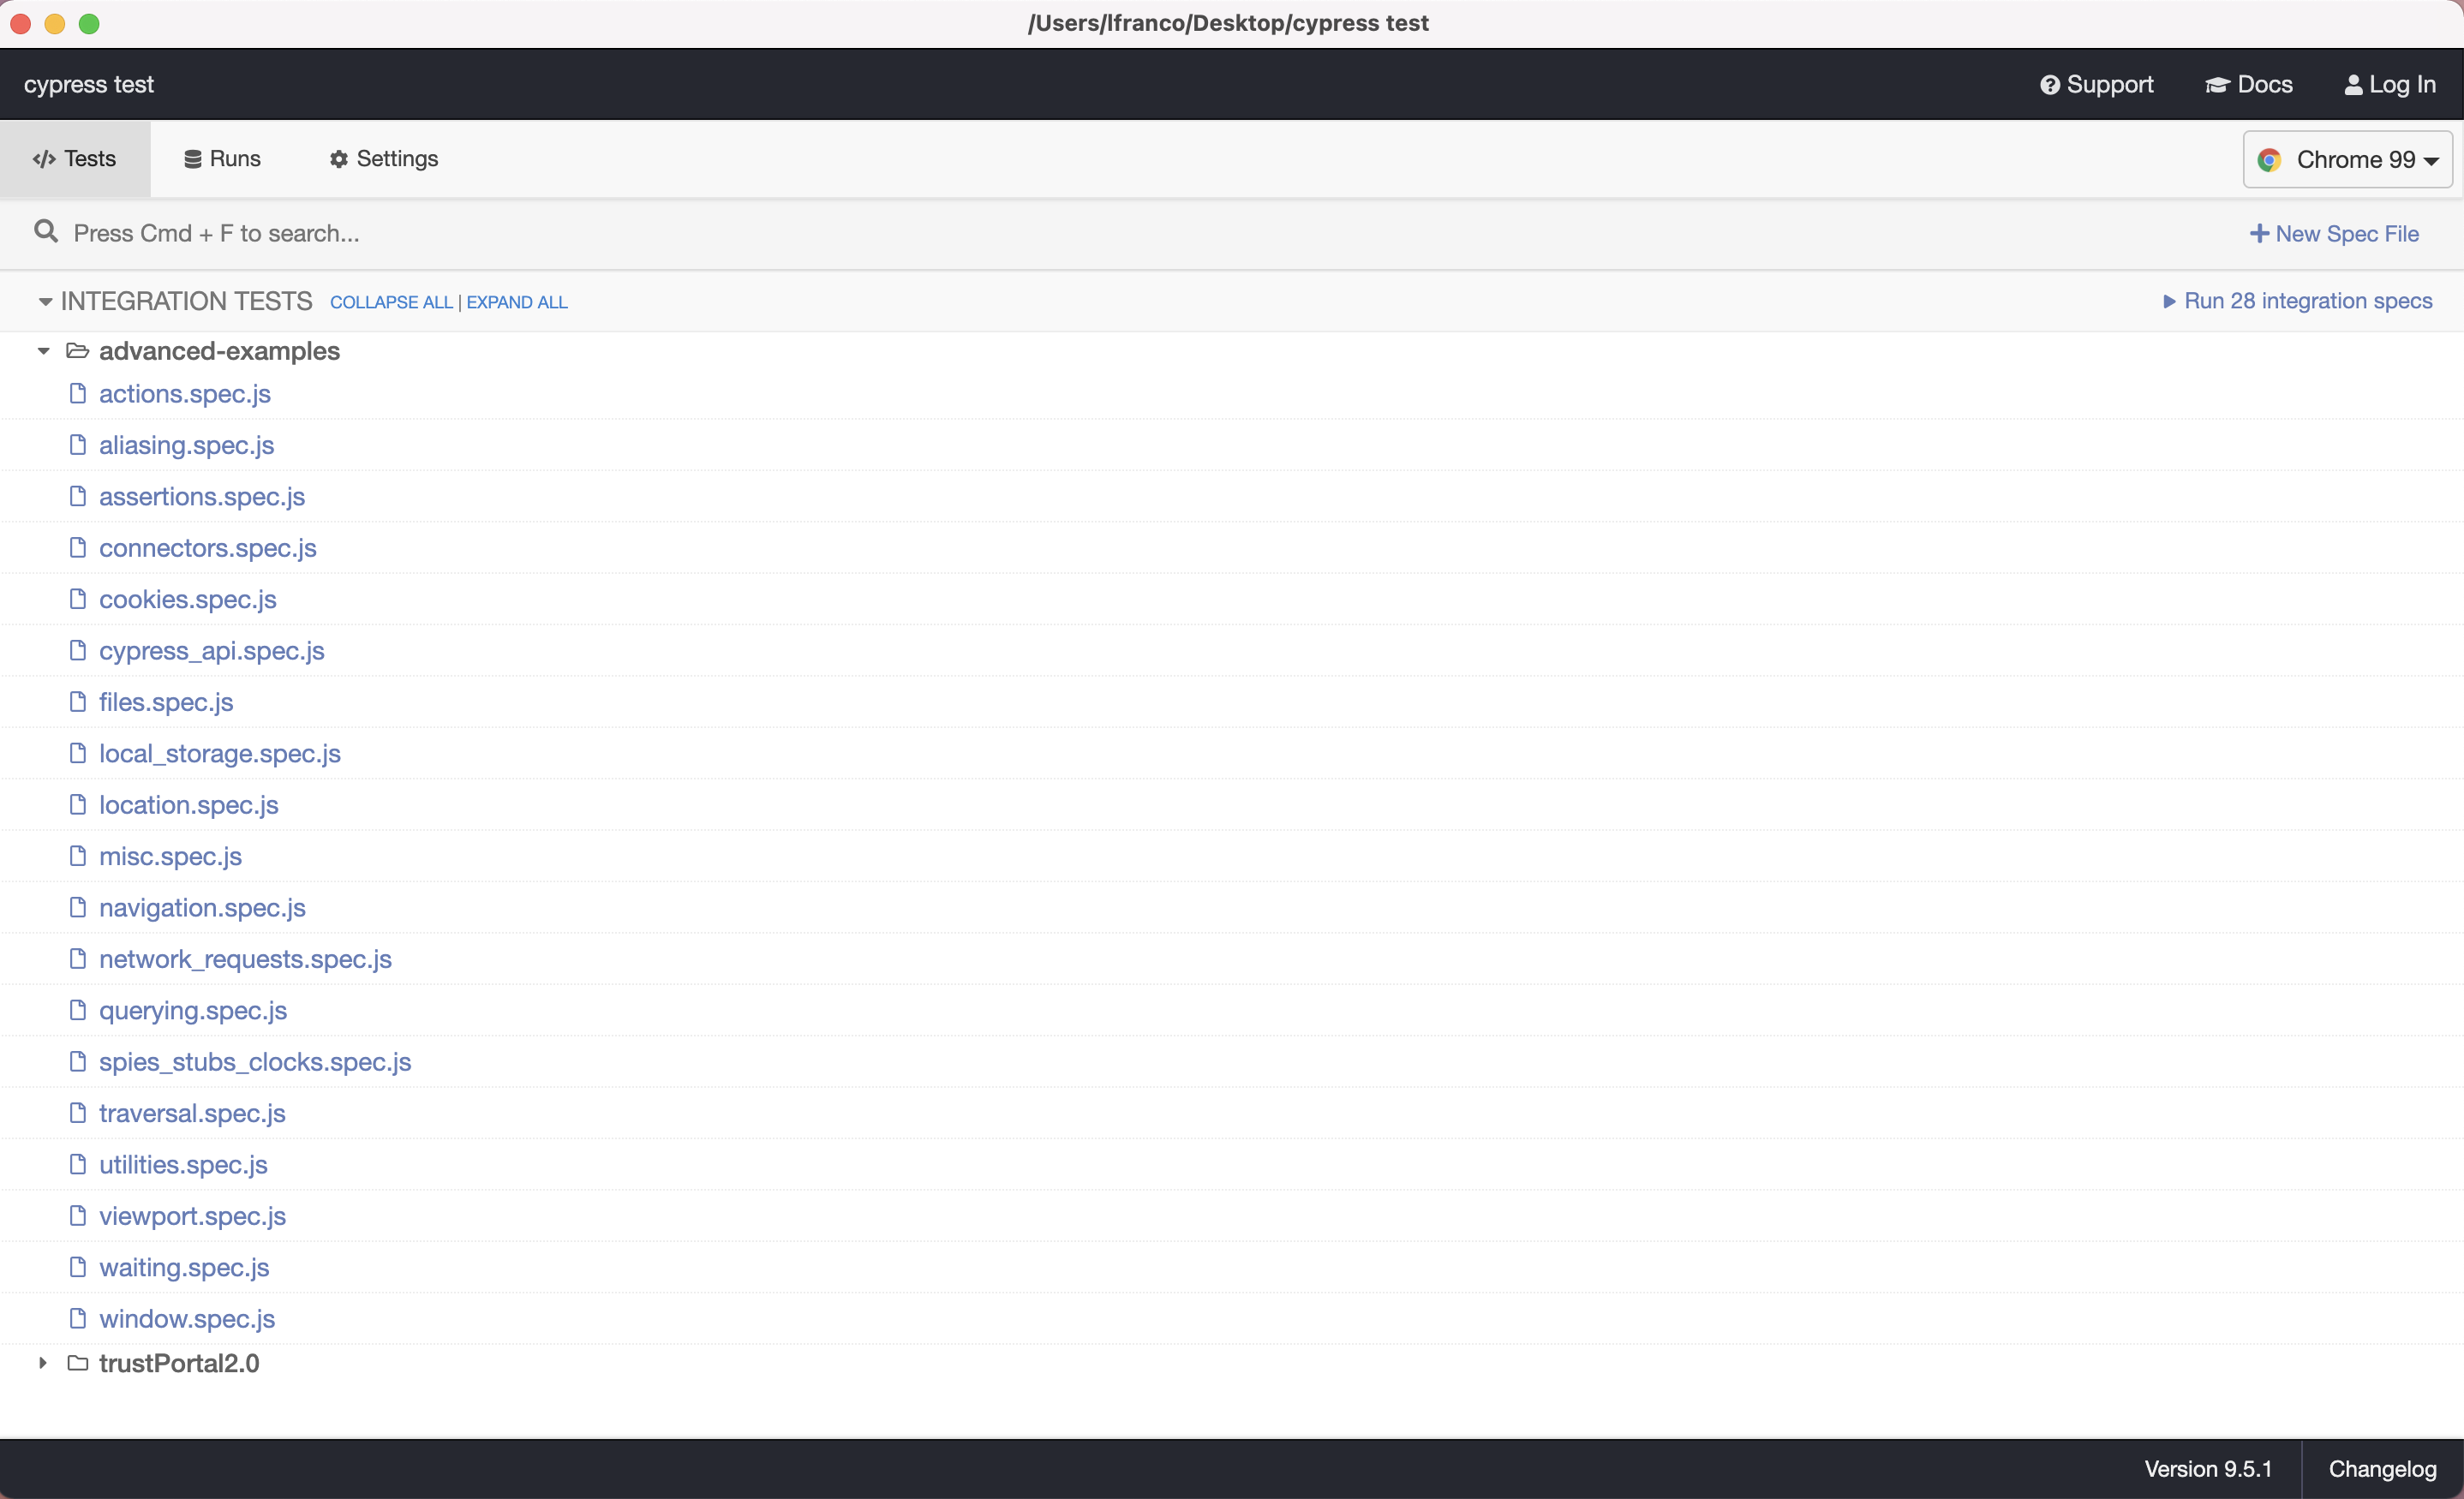 /Users/lfranco/Desktop/cypress test
cypress test
Support
Docs
Log In
Tests
Runs
Settings
Chrome 99
Press Cmd + F to search...
New Spec File
INTEGRATION TESTS COLLAPSE ALL | EXPAND ALL
Run 28 integration specs
advanced-examples
actions.spec.js
aliasing.spec.js
assertions.spec.js
connectors.spec.js
cookies.spec.js
cypress_api.spec.js
files.spec.js
local_storage.spec.js
location.spec.js
misc.spec.js
navigation.spec.js
network_requests.spec.js
querying.spec.js
spies_stubs_clocks.spec.js
traversal.spec.js
utilities.spec.js
viewport.spec.js
waiting.spec.js
window.spec.js
trustPortal2.0
Version 9.5.1
Changelog